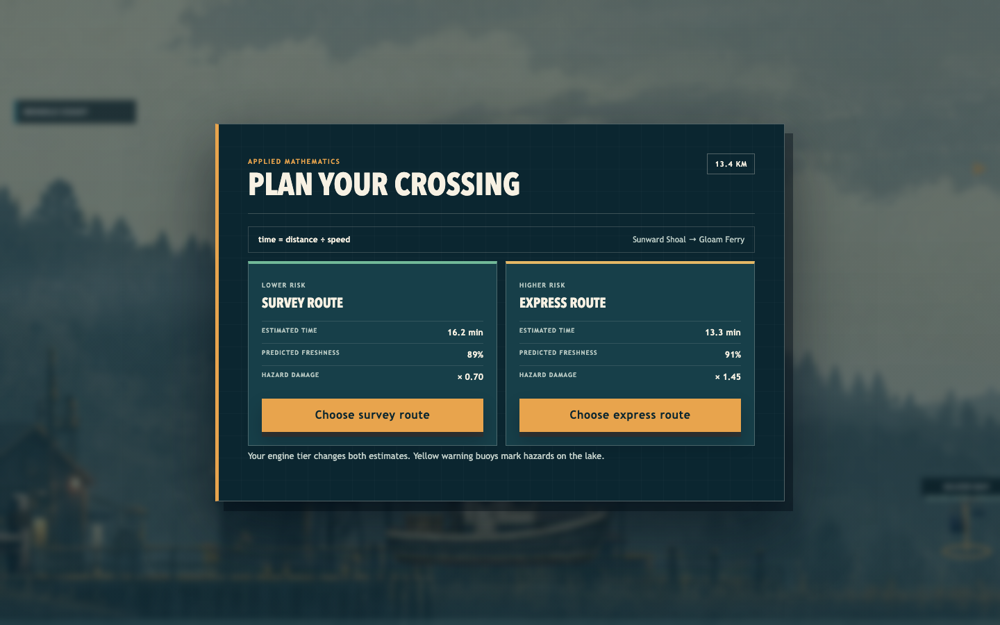 APPLIED MATHEMATICS
PLAN YOUR CROSSING
13.4 KM
time = distance ÷ speed
Sunward Shoal → Gloam Ferry
LOWER RISK
SURVEY ROUTE
ESTIMATED TIME 16.2 min
PREDICTED FRESHNESS 89%
HAZARD DAMAGE × 0.70
Choose survey route
HIGHER RISK
EXPRESS ROUTE
ESTIMATED TIME 13.3 min
PREDICTED FRESHNESS 91%
HAZARD DAMAGE × 1.45
Choose express route
Your engine tier changes both estimates. Yellow warning buoys mark hazards on the lake.